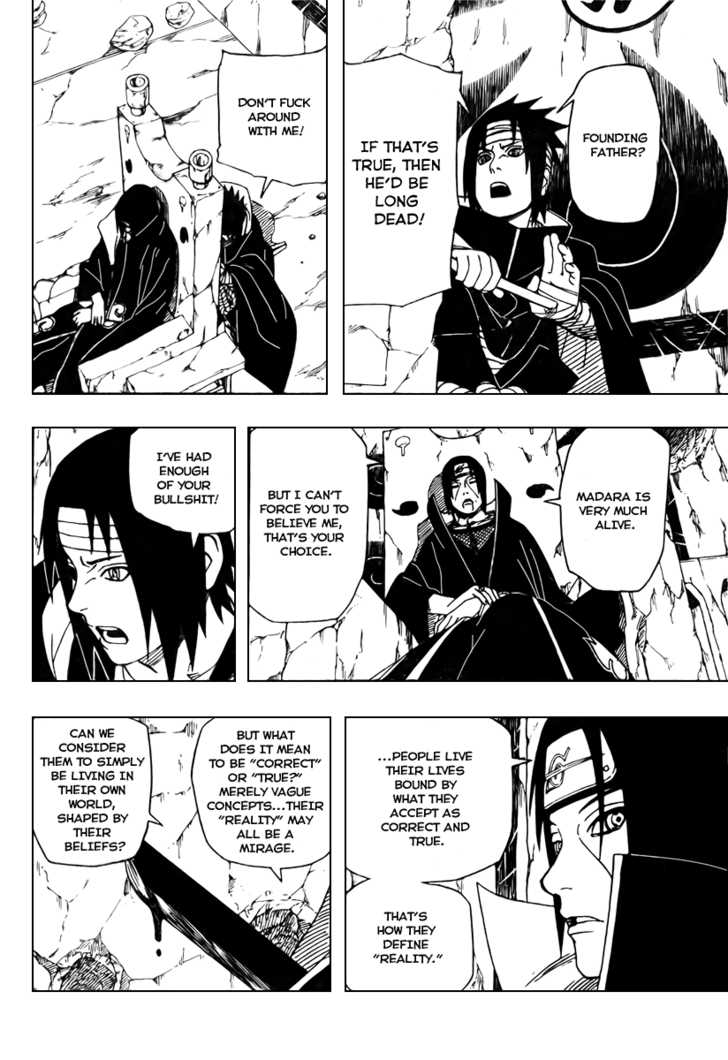 FOUNDING
FATHER?
IF THAT'S
TRUE, THEN
HE'D BE
LONG
DEAD!
DON'T FUCK
AROUND
WITH ME!
MADARA IS
VERY MUCH
ALIVE.
BUT I CAN'T
FORCE YOU TO
BELIEVE ME,
THAT'S YOUR
CHOICE.
I'VE HAD
ENOUGH
OF YOUR
BULLSHIT!
...PEOPLE LIVE
THEIR LIVES
BOUND BY
WHAT THEY
ACCEPT AS
CORRECT AND
TRUE.
THAT'S
HOW THEY
DEFINE
"REALITY."
BUT WHAT
DOES IT MEAN
TO BE "CORRECT"
OR "TRUE?"
MERELY VAGUE
CONCEPTS...THEIR
"REALITY" MAY
ALL BE A
MIRAGE.
CAN WE
CONSIDER
THEM TO SIMPLY
BE LIVING IN
THEIR OWN
WORLD,
SHAPED BY
THEIR
BELIEFS?